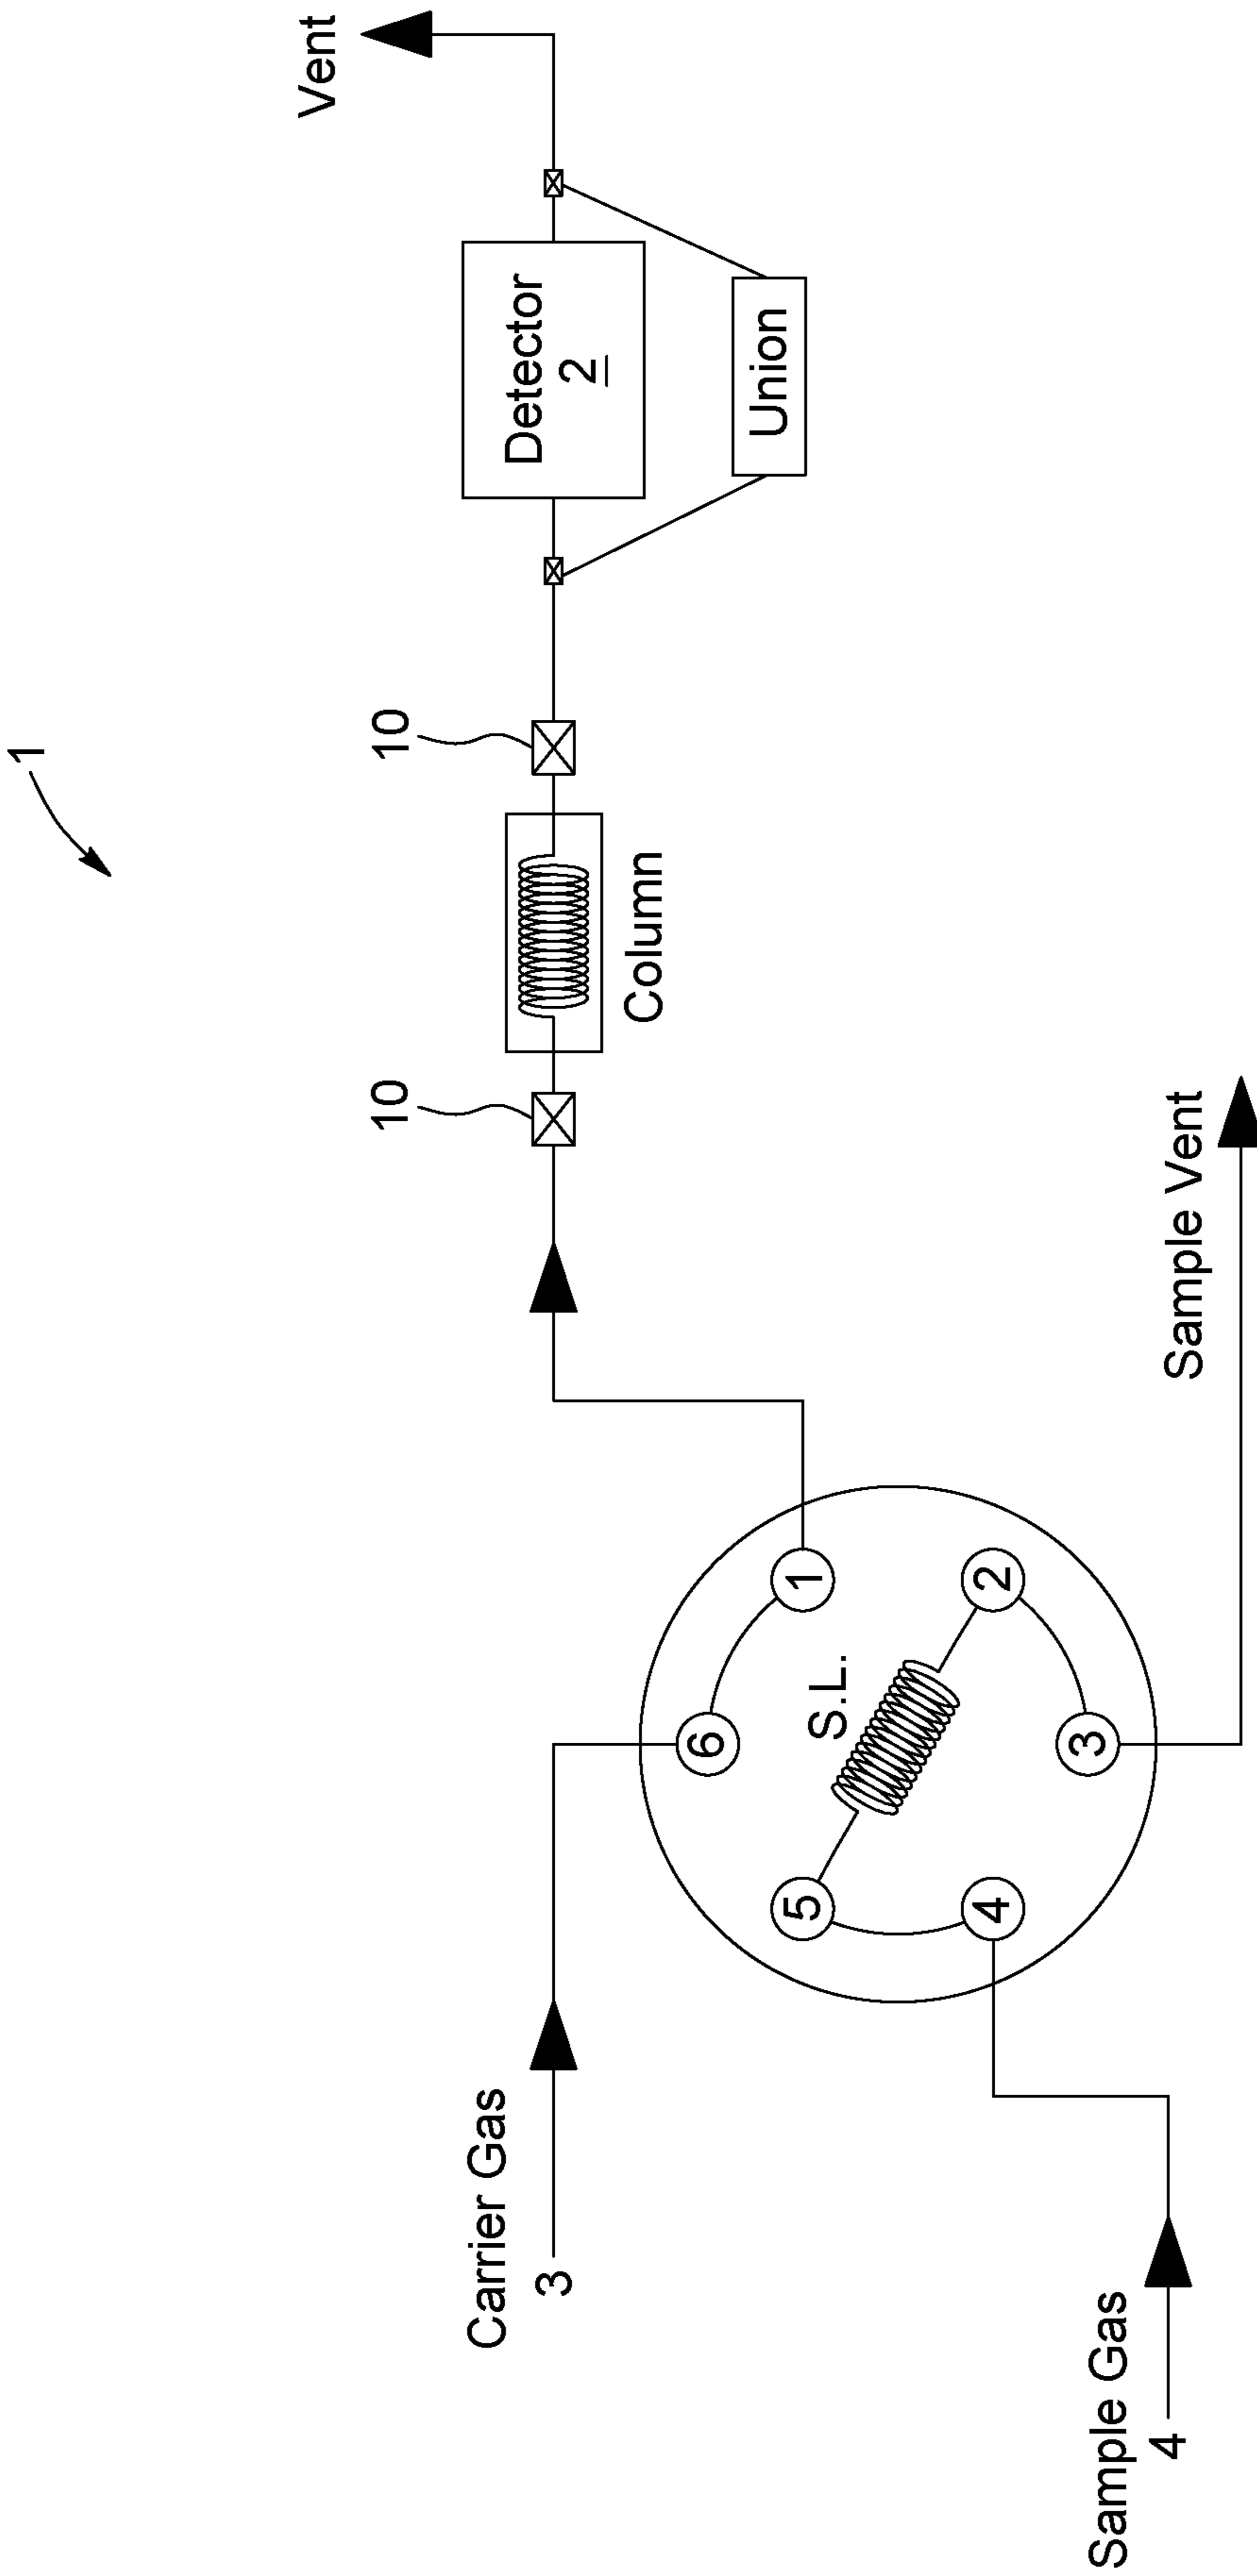 1
Vent
10
10
Detector
2
Column
Union
Carrier Gas
3
6
1
S.L.
5
2
4
3
Sample Gas
4
Sample Vent